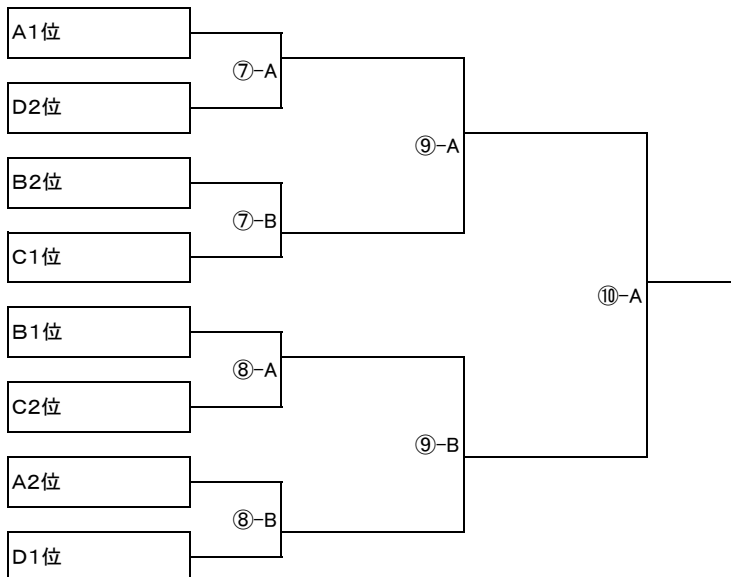 A1位
⑦-A
D2位
⑨-A
B2位
⑦-B
C1位
⑩-A
B1位
⑧-A
C2位
⑨-B
A2位
⑧-B
D1位